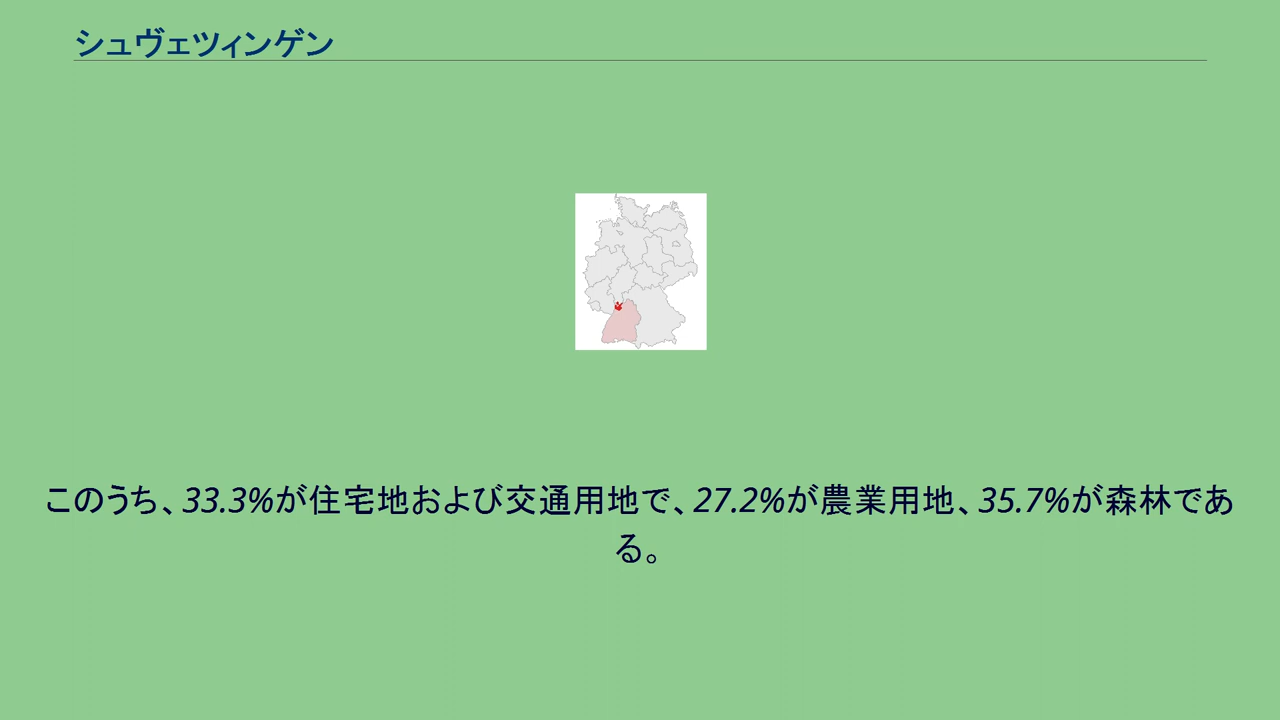 シュヴェツィンゲン
このうち、33.3%が住宅地および交通用地で、27.2%が農業用地、35.7%が森林であ
る。